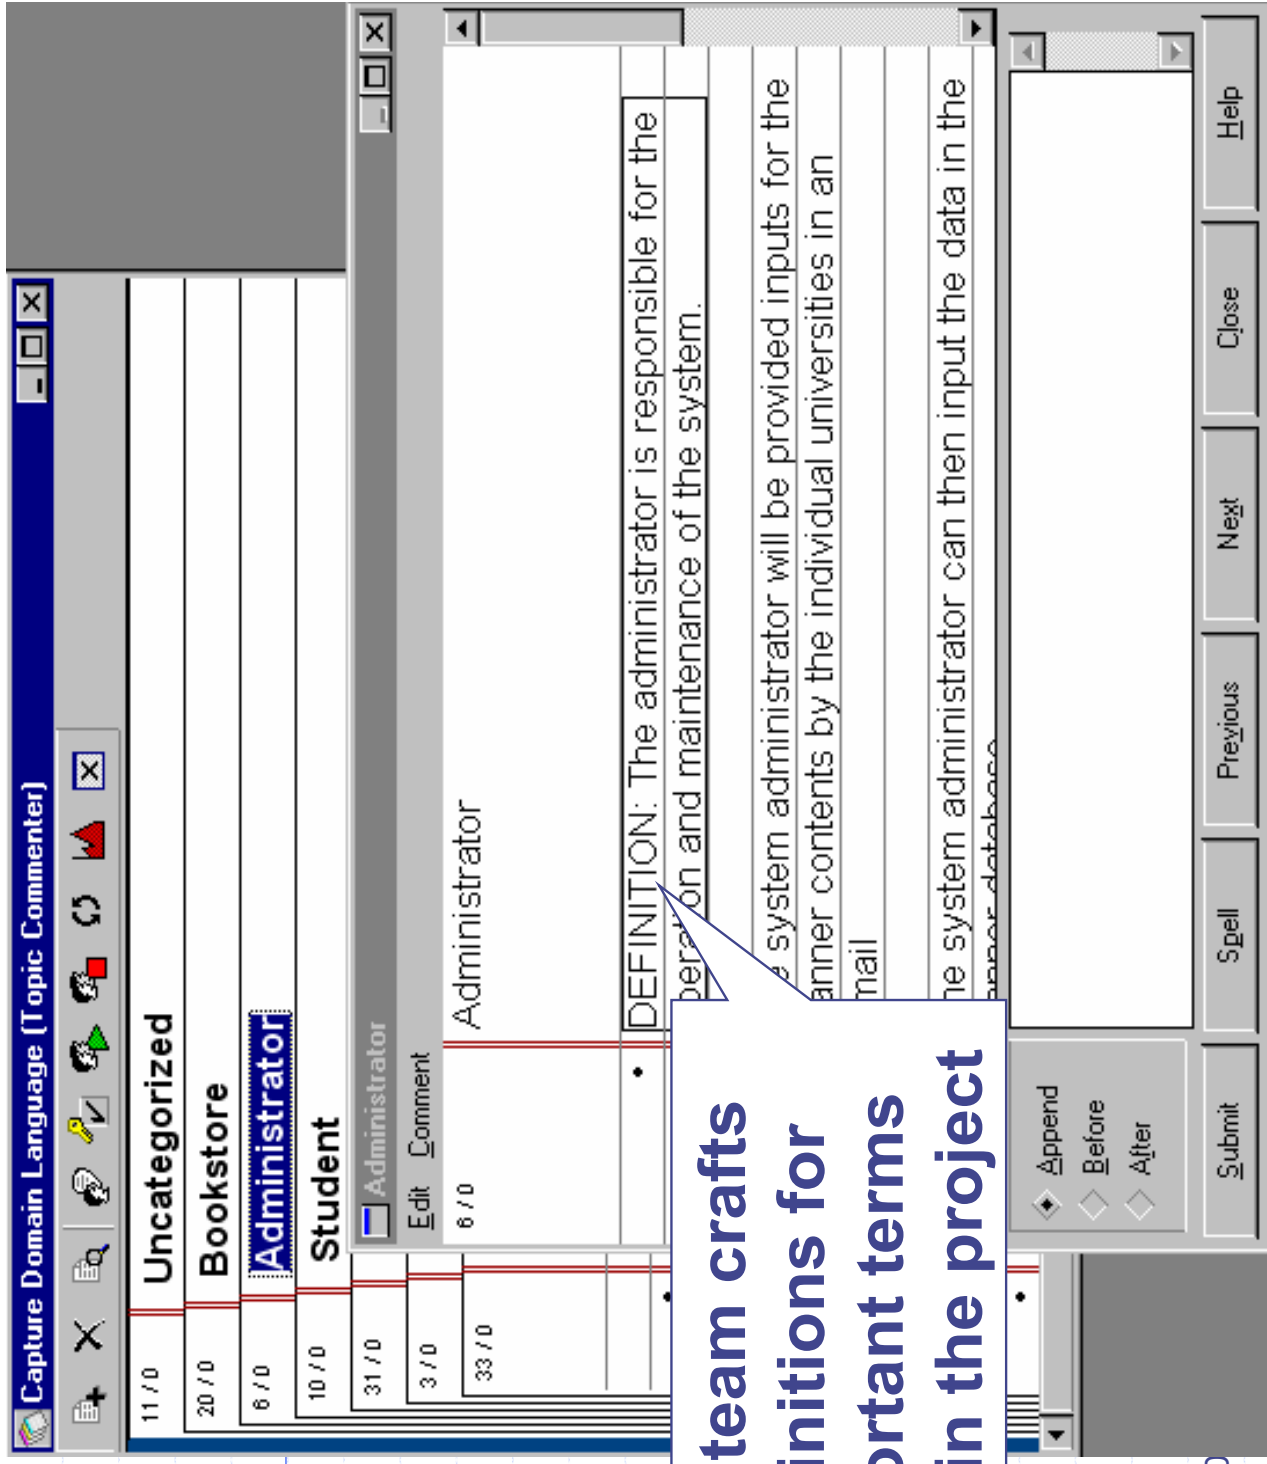 Capture Domain Language (Topic Commenter)
11 / 0
Uncategorized
20 / 0
Bookstore
6 / 0
Administrator
10 / 0
Student
31 / 0
3 / 0
33 / 0
Administrator
Edit Comment
6 / 0
Administrator
• DEFINITION: The administrator is responsible for the
peration and maintenance of the system.
system administrator will be provided inputs for the
anner contents by the individual universities in an
mail
he system administrator can then input the data in the
team crafts
initions for
ortant terms
in the project
Append
Before
After
Submit
Spell
Previous
Next
Close
Help